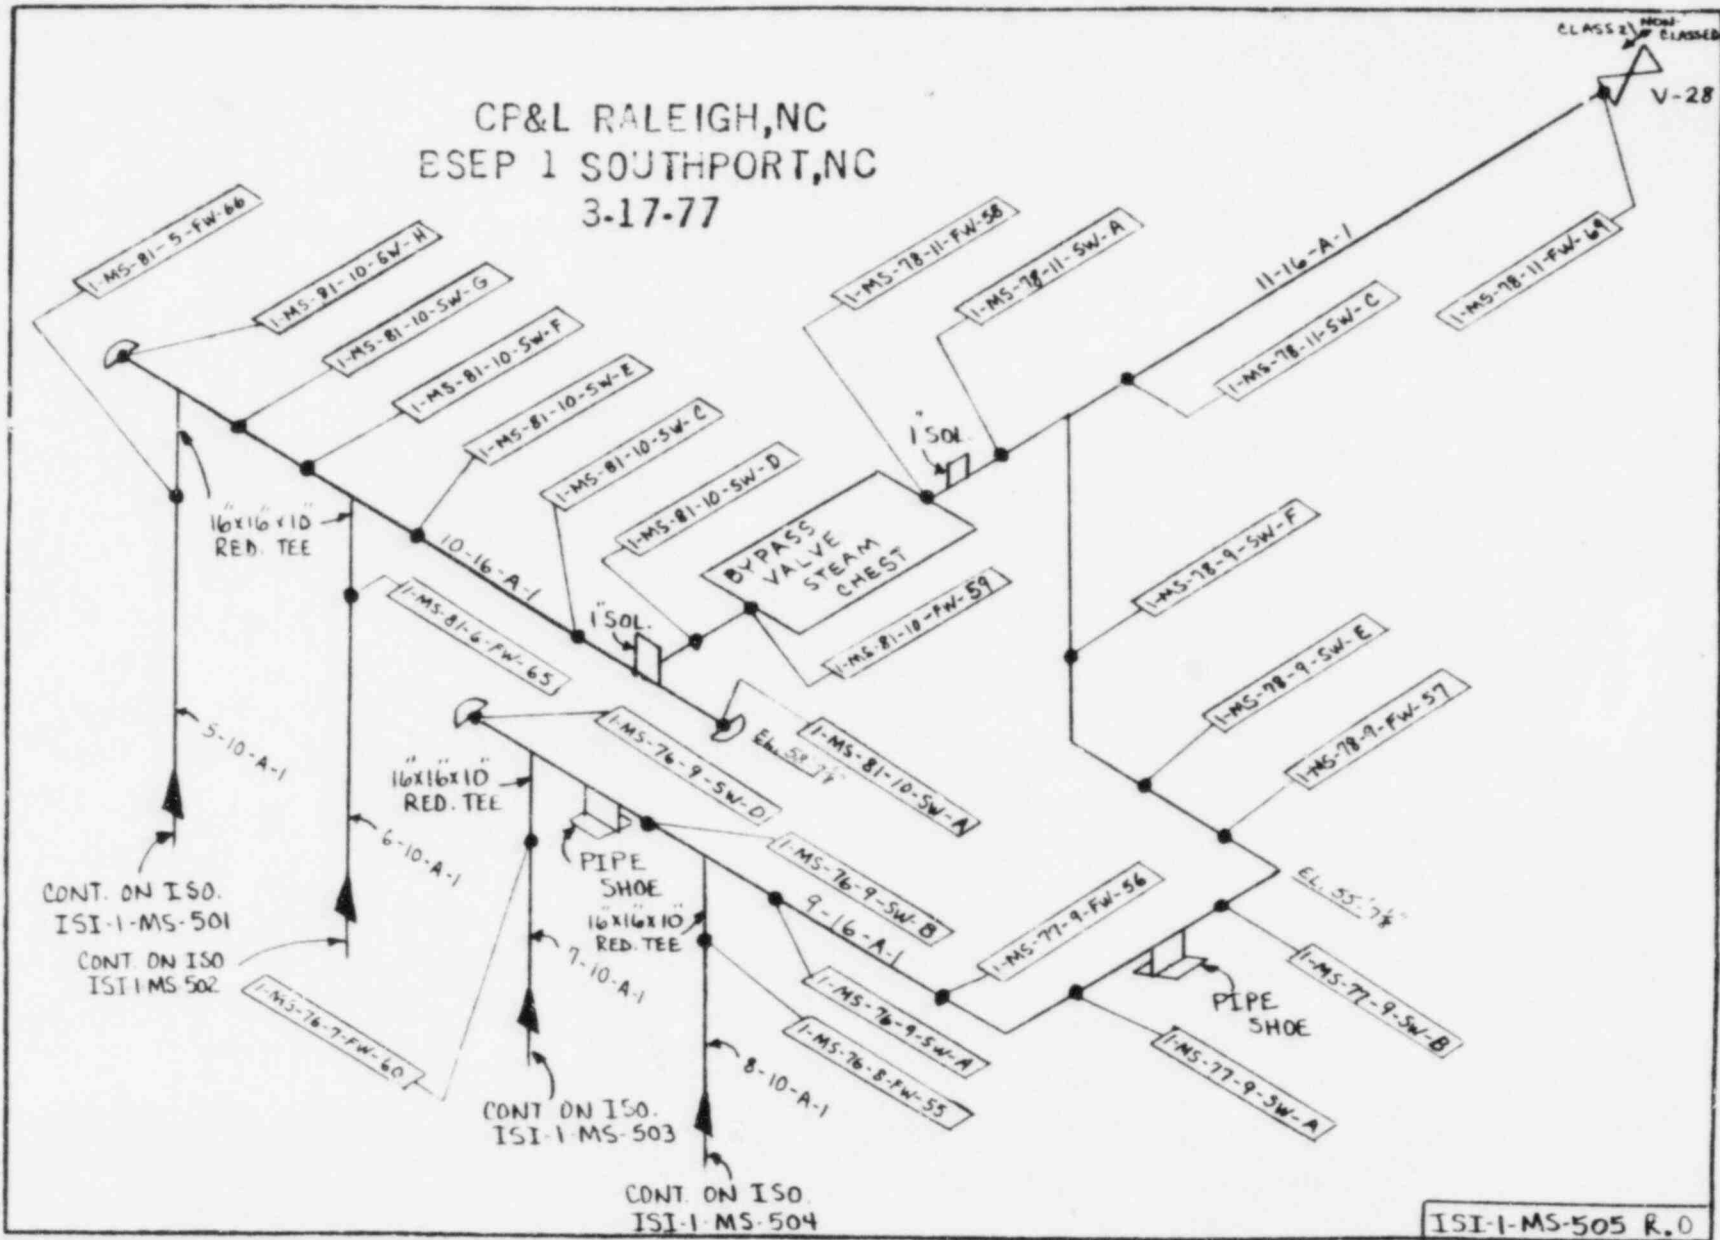 CLASS 2 NON-CLASSED
V-28
CP&L RALEIGH,NC
BSEP 1 SOUTHPORT,NC
3-17-77
1-MS-81-5-FW-66
1-MS-81-10-SW-H
1-MS-81-10-SW-G
1-MS-81-10-SW-F
1-MS-81-10-SW-E
1-MS-81-10-SW-C
1-MS-81-10-SW-D
1-MS-78-11-FW-58
1-MS-78-11-SW-A
11-16-A-1
1-MS-78-11-SW-C
1-MS-78-11-FW-69
1" SOL.
16"x16"x10"
RED. TEE
10-16-A-1
1" SOL.
BYPASS
VALVE
STEAM
CHEST
1-MS-81-10-FW-59
1-MS-78-9-SW-F
1-MS-78-9-SW-E
1-MS-78-9-FW-57
1-MS-81-6-FW-65
1-MS-76-9-SW-D
1-MS-81-10-SW-A
5-10-A-1
6-10-A-1
16"x16"x10"
RED. TEE
PIPE
SHOE
1-MS-76-9-SW-B
9-16-A-1
1-MS-77-9-FW-56
EL. 55'-7⅞"
16"x16"x10"
RED. TEE
CONT. ON ISO.
ISI-1-MS-501
CONT. ON ISO
ISI 1 MS 502
7-10-A-1
1-MS-76-7-FW-60
1-MS-76-9-SW-A
1-MS-76-8-FW-55
PIPE
SHOE
1-MS-77-9-SW-B
1-MS-77-9-SW-A
8-10-A-1
CONT ON ISO.
ISI-1-MS-503
CONT. ON ISO.
ISI-1-MS-504
ISI-1-MS-505 R.0